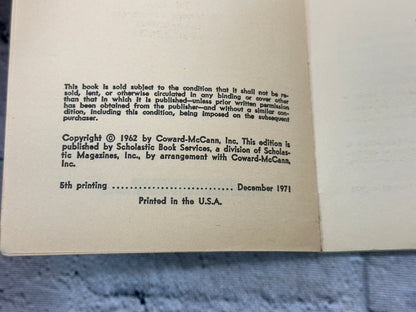 This book is sold subject to the condition that it shall not be re-
sold, lent, or otherwise circulated in any binding or cover other
than that in which it is published—unless prior written permission
has been obtained from the publisher—and without a similar con-
dition, including this condition, being imposed on the subsequent
purchaser.
Copyright © 1962 by Coward-McCann, Inc. This edition is
published by Scholastic Book Services, a division of Scholas-
tic Magazines, Inc., by arrangement with Coward-McCann,
Inc.
5th printing ............................. December 1971
Printed in the U.S.A.